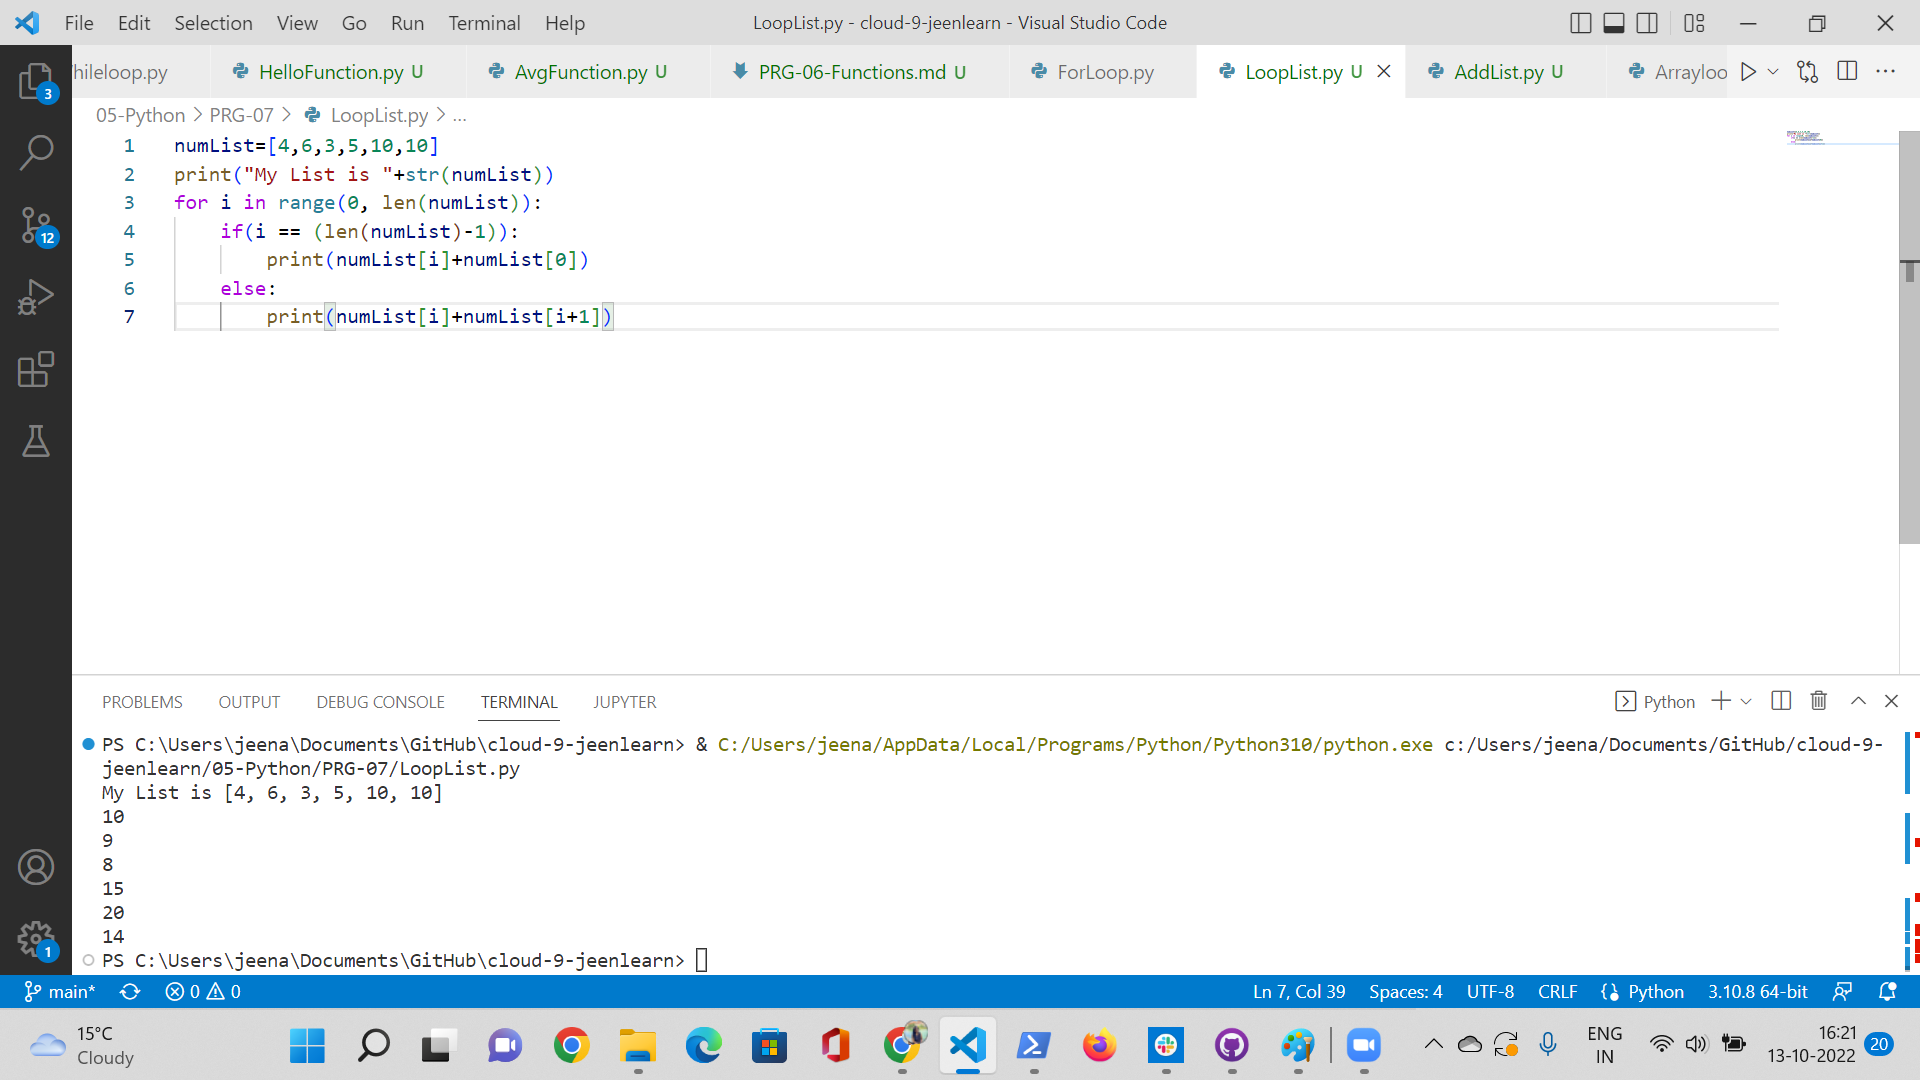 File Edit Selection View Go Run Terminal Help LoopList.py - cloud-9-jeenlearn - Visual Studio Code
hileloop.py HelloFunction.py U AvgFunction.py U PRG-06-Functions.md U ForLoop.py LoopList.py U AddList.py U Arrayloo
05-Python > PRG-07 > LoopList.py > ...
1 numList=[4,6,3,5,10,10]
2 print("My List is "+str(numList))
3 for i in range(0, len(numList)):
4 if(i == (len(numList)-1)):
5 print(numList[i]+numList[0])
6 else:
7 print(numList[i]+numList[i+1])
3
12
1
PROBLEMS OUTPUT DEBUG CONSOLE TERMINAL JUPYTER Python
PS C:\Users\jeena\Documents\GitHub\cloud-9-jeenlearn> & C:/Users/jeena/AppData/Local/Programs/Python/Python310/python.exe c:/Users/jeena/Documents/GitHub/cloud-9-
jeenlearn/05-Python/PRG-07/LoopList.py
My List is [4, 6, 3, 5, 10, 10]
10
9
8
15
20
14
PS C:\Users\jeena\Documents\GitHub\cloud-9-jeenlearn>
main* 0 0 Ln 7, Col 39 Spaces: 4 UTF-8 CRLF Python 3.10.8 64-bit
15°C
Cloudy
ENG
IN
16:21
13-10-2022
20